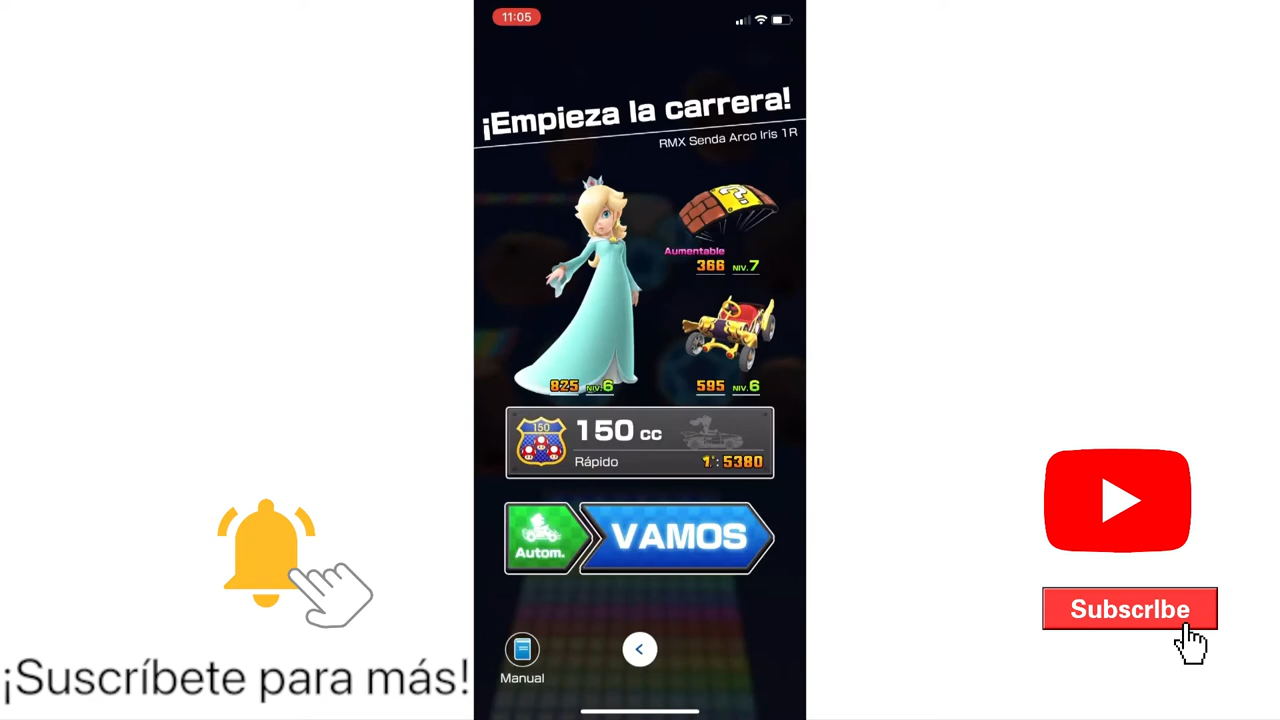 11:05
¡Empieza la carrera!
RMX Senda Arco Iris 1R
Aumentable
366 NIV.7
825 NIV.6
595 NIV.6
150
150 cc
Rápido
1.º: 5380
Autom.
VAMOS
Manual
¡Suscríbete para más!
SubscrIbe